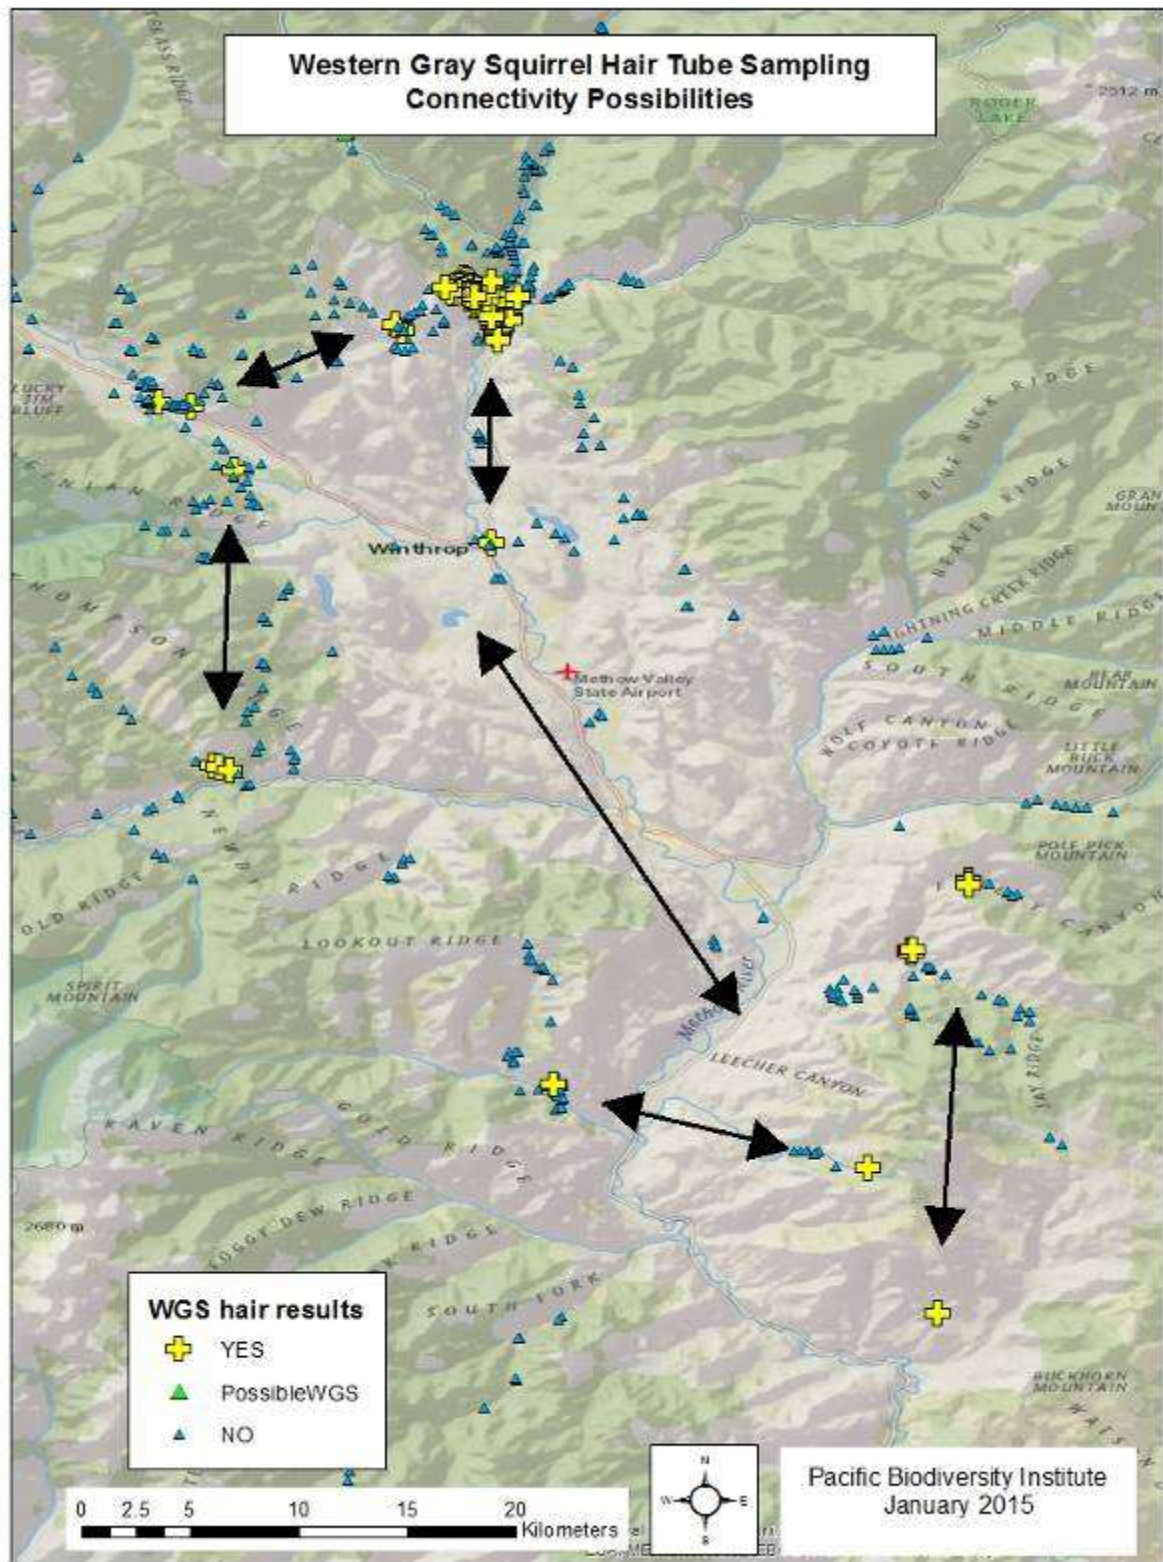 Western Gray Squirrel Hair Tube Sampling
Connectivity Possibilities
ROGER
LAKE
2512 m
LUCKY
JIM
BLUFF
BLUE BUCK RIDGE
BEAVER RIDGE
Winthrop
THOMPSON RIDGE
LIGHTNING CREEK RIDGE
MIDDLE RIDGE
SOUTH RIDGE
BEAR
MOUNTAIN
Methow Valley
State Airport
WOLF CANYON
COYOTE RIDGE
LITTLE
BUCK
MOUNTAIN
POLE PICK
MOUNTAIN
OLD RIDGE
RIDGE
CANYON
LOOKOUT RIDGE
SPIRIT
MOUNTAIN
LEECHER CANYON
RAVEN RIDGE
GOLD RIDGE
2680 m
SOUTH FORK
BUCKHORN
MOUNTAIN
WGS hair results
YES
PossibleWGS
NO
0 2.5 5 10 15 20
Kilometers
N
W E
S
Pacific Biodiversity Institute
January 2015